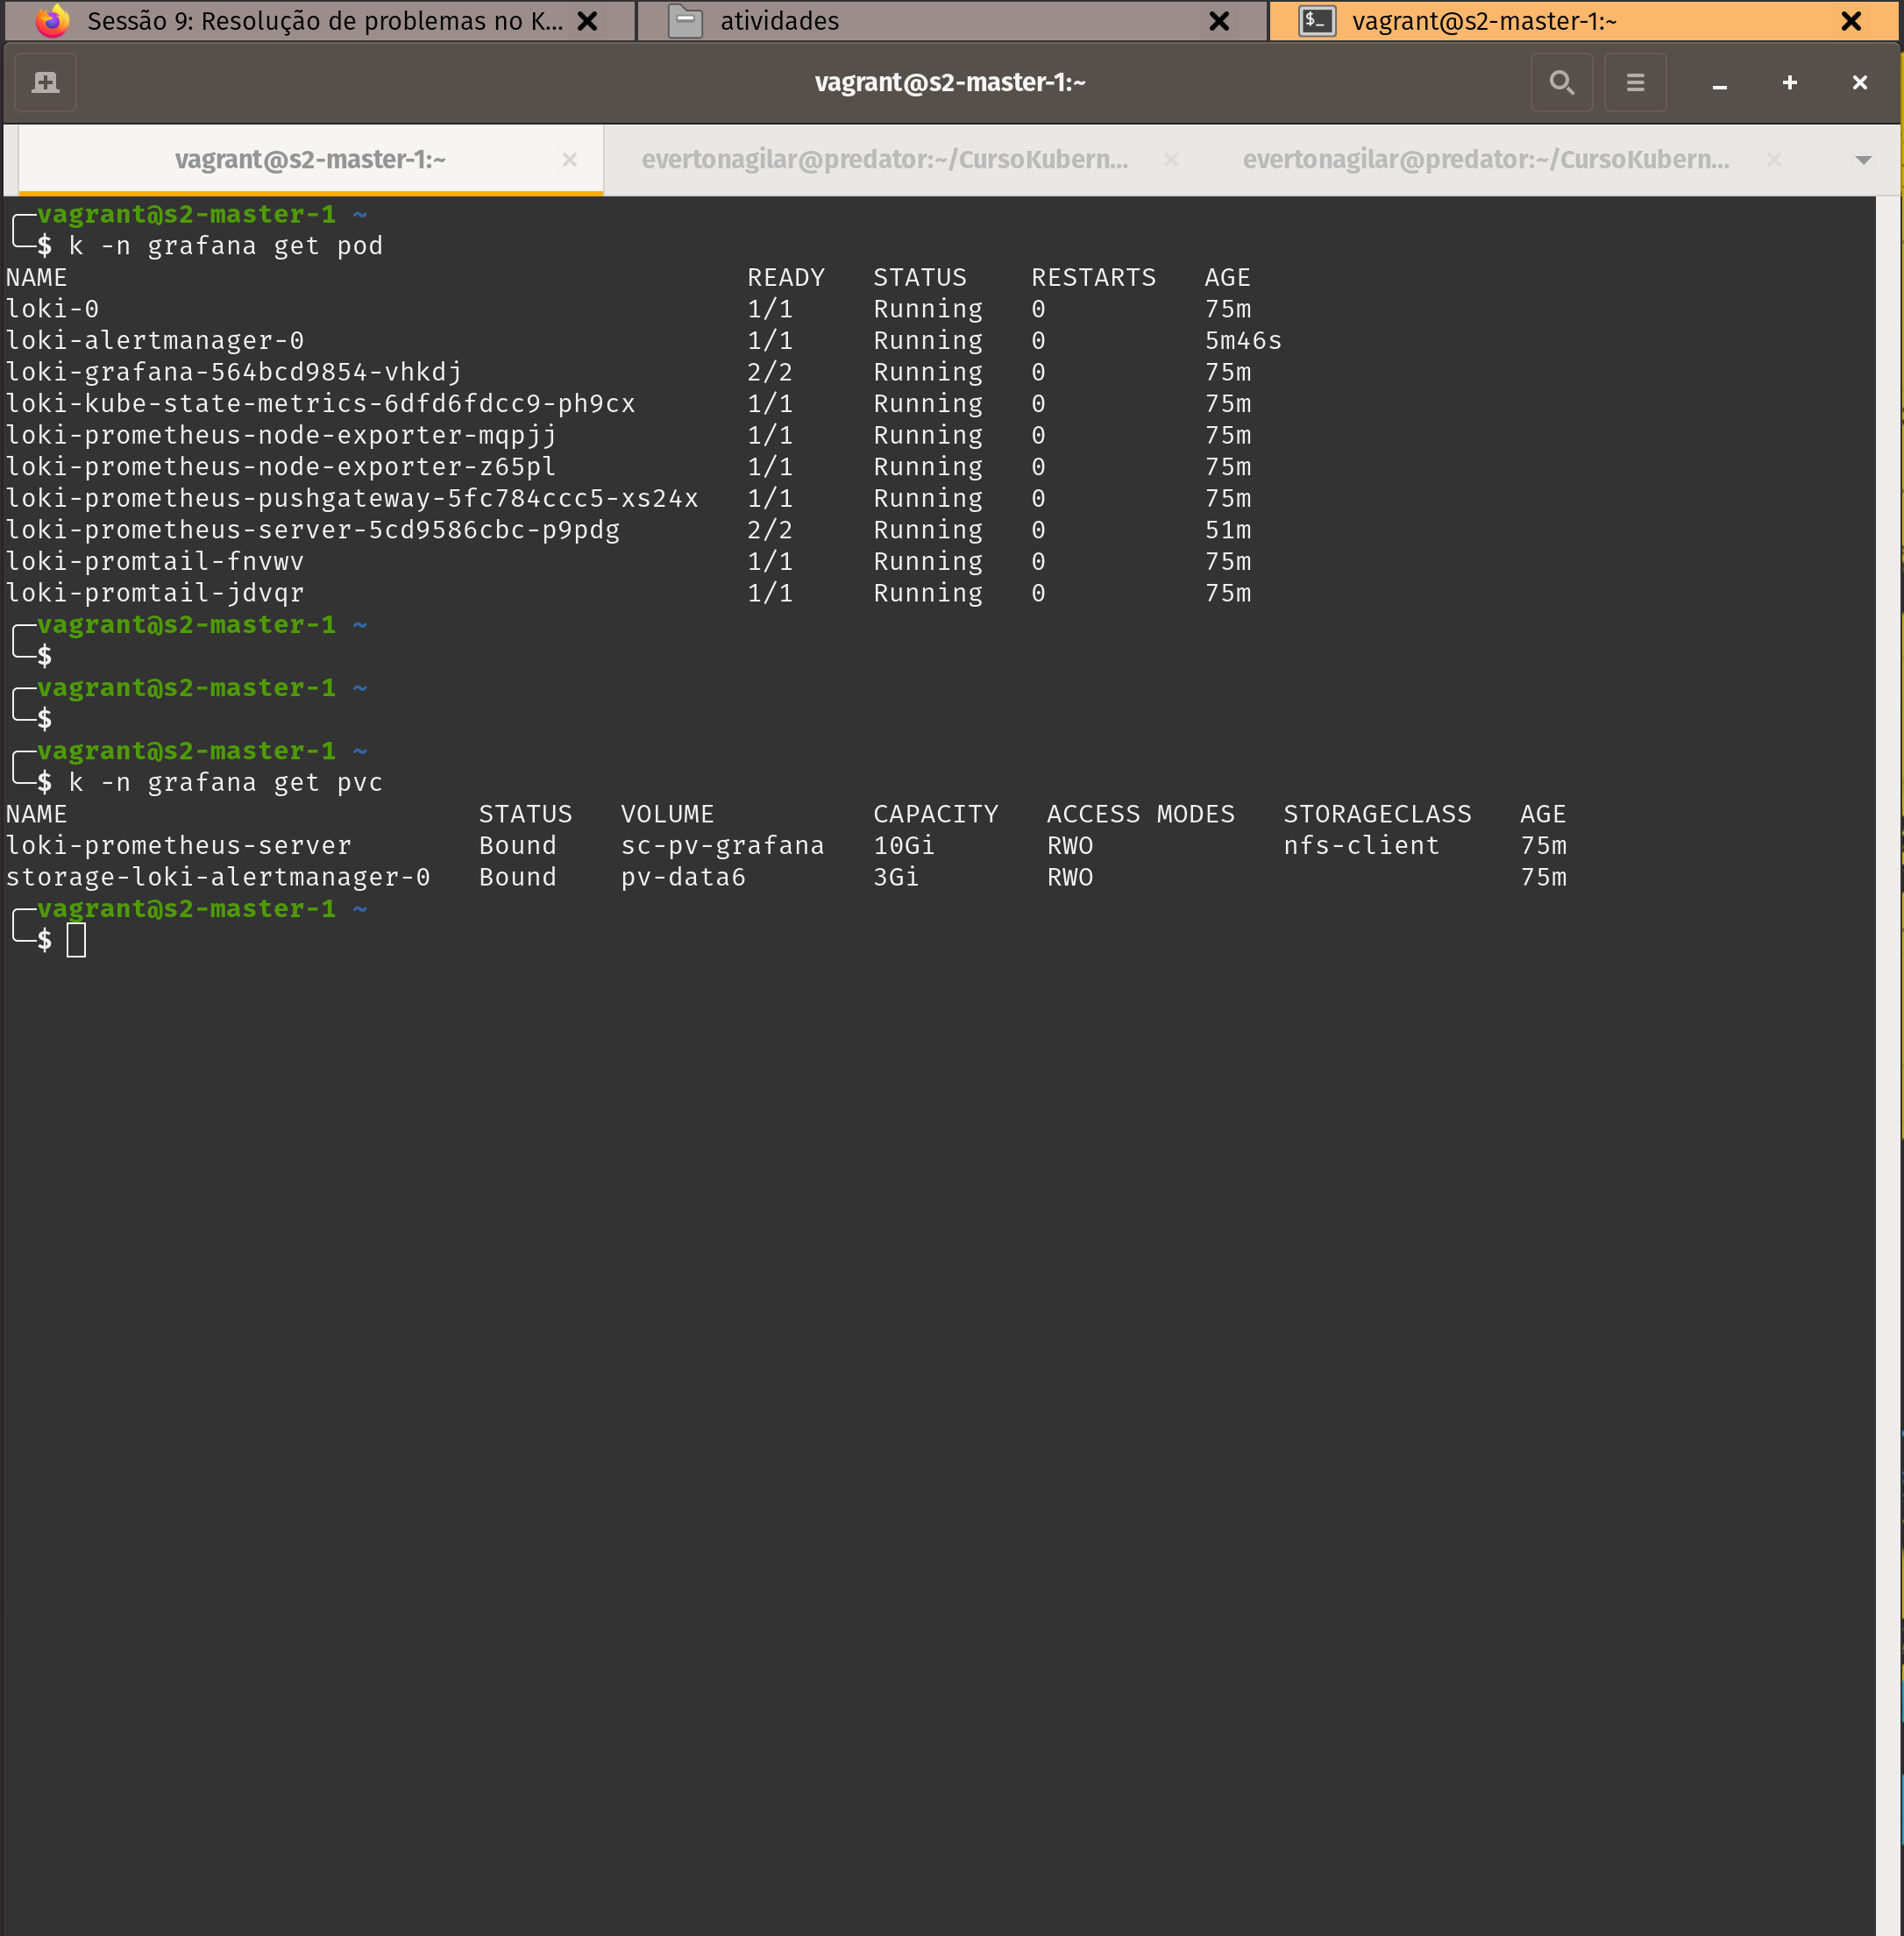 Sessão 9: Resolução de problemas no K...
atividades
vagrant@s2-master-1:~
vagrant@s2-master-1:~
vagrant@s2-master-1:~
evertonagilar@predator:~/CursoKubern...
evertonagilar@predator:~/CursoKubern...
vagrant@s2-master-1 ~
$ k -n grafana get pod
NAME READY STATUS RESTARTS AGE
loki-0 1/1 Running 0 75m
loki-alertmanager-0 1/1 Running 0 5m46s
loki-grafana-564bcd9854-vhkdj 2/2 Running 0 75m
loki-kube-state-metrics-6dfd6fdcc9-ph9cx 1/1 Running 0 75m
loki-prometheus-node-exporter-mqpjj 1/1 Running 0 75m
loki-prometheus-node-exporter-z65pl 1/1 Running 0 75m
loki-prometheus-pushgateway-5fc784ccc5-xs24x 1/1 Running 0 75m
loki-prometheus-server-5cd9586cbc-p9pdg 2/2 Running 0 51m
loki-promtail-fnvwv 1/1 Running 0 75m
loki-promtail-jdvqr 1/1 Running 0 75m
vagrant@s2-master-1 ~
$
vagrant@s2-master-1 ~
$
vagrant@s2-master-1 ~
$ k -n grafana get pvc
NAME STATUS VOLUME CAPACITY ACCESS MODES STORAGECLASS AGE
loki-prometheus-server Bound sc-pv-grafana 10Gi RWO nfs-client 75m
storage-loki-alertmanager-0 Bound pv-data6 3Gi RWO 75m
vagrant@s2-master-1 ~
$